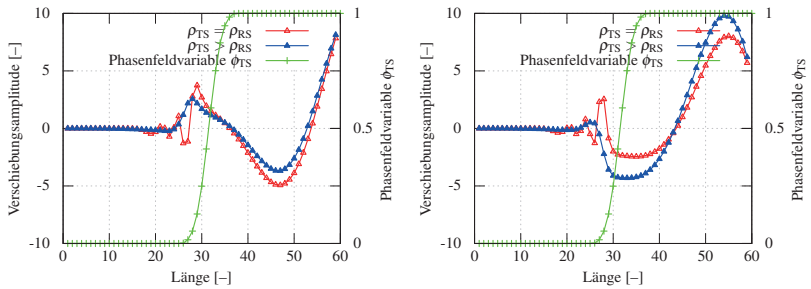 10
5
0
-5
-10
Verschiebungsamplitude [–]
ρTS = ρRS
ρTS > ρRS
Phasenfeldvariable ϕTS
1
0.5
0
Phasenfeldvariable ϕTS
0 10 20 30 40 50 60
Länge [–]
10
5
0
-5
-10
Verschiebungsamplitude [–]
ρTS = ρRS
ρTS > ρRS
Phasenfeldvariable ϕTS
1
0.5
0
Phasenfeldvariable ϕTS
0 10 20 30 40 50 60
Länge [–]